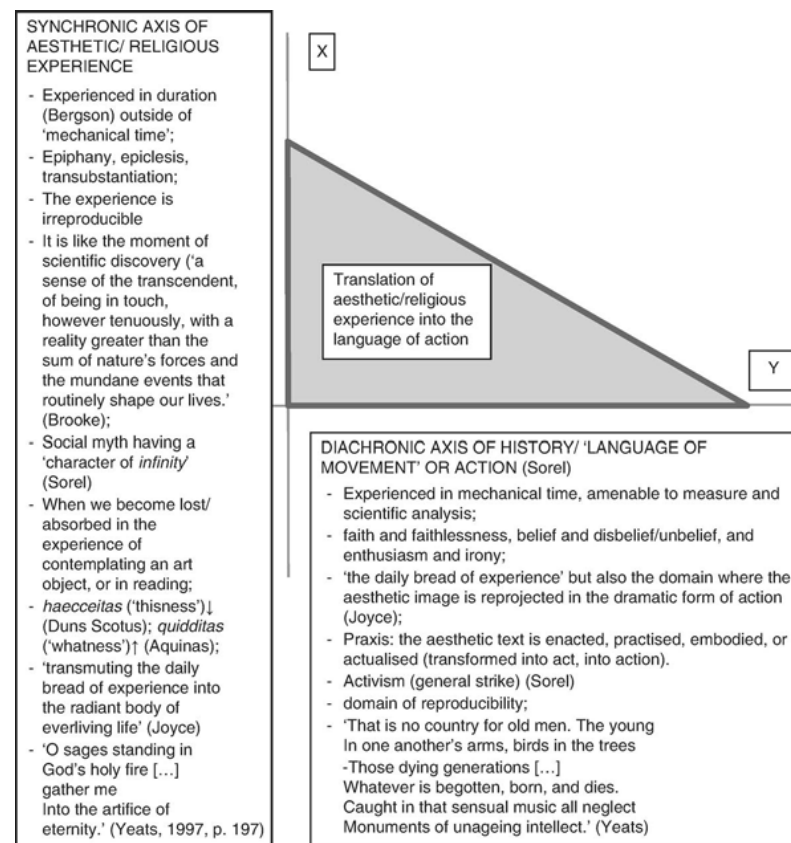 SYNCHRONIC AXIS OF
AESTHETIC/ RELIGIOUS
EXPERIENCE
- Experienced in duration
(Bergson) outside of
'mechanical time';
- Epiphany, epiclesis,
transubstantiation;
- The experience is
irreproducible
- It is like the moment of
scientific discovery ('a
sense of the transcendent,
of being in touch,
however tenuously, with a
reality greater than the
sum of nature's forces and
the mundane events that
routinely shape our lives.'
(Brooke);
- Social myth having a
'character of infinity'
(Sorel)
- When we become lost/
absorbed in the
experience of
contemplating an art
object, or in reading;
- haecceitas ('thisness')↓
(Duns Scotus); quidditas
('whatness')↑ (Aquinas);
- 'transmuting the daily
bread of experience into
the radiant body of
everliving life' (Joyce)
- 'O sages standing in
God's holy fire [...]
gather me
Into the artifice of
eternity.' (Yeats, 1997, p. 197)
X
Translation of
aesthetic/religious
experience into the
language of action
Y
DIACHRONIC AXIS OF HISTORY/ 'LANGUAGE OF
MOVEMENT' OR ACTION (Sorel)
- Experienced in mechanical time, amenable to measure and
scientific analysis;
- faith and faithlessness, belief and disbelief/unbelief, and
enthusiasm and irony;
- 'the daily bread of experience' but also the domain where the
aesthetic image is reprojected in the dramatic form of action
(Joyce);
- Praxis: the aesthetic text is enacted, practised, embodied, or
actualised (transformed into act, into action).
- Activism (general strike) (Sorel)
- domain of reproducibility;
- 'That is no country for old men. The young
In one another's arms, birds in the trees
-Those dying generations [...]
Whatever is begotten, born, and dies.
Caught in that sensual music all neglect
Monuments of unageing intellect.' (Yeats)